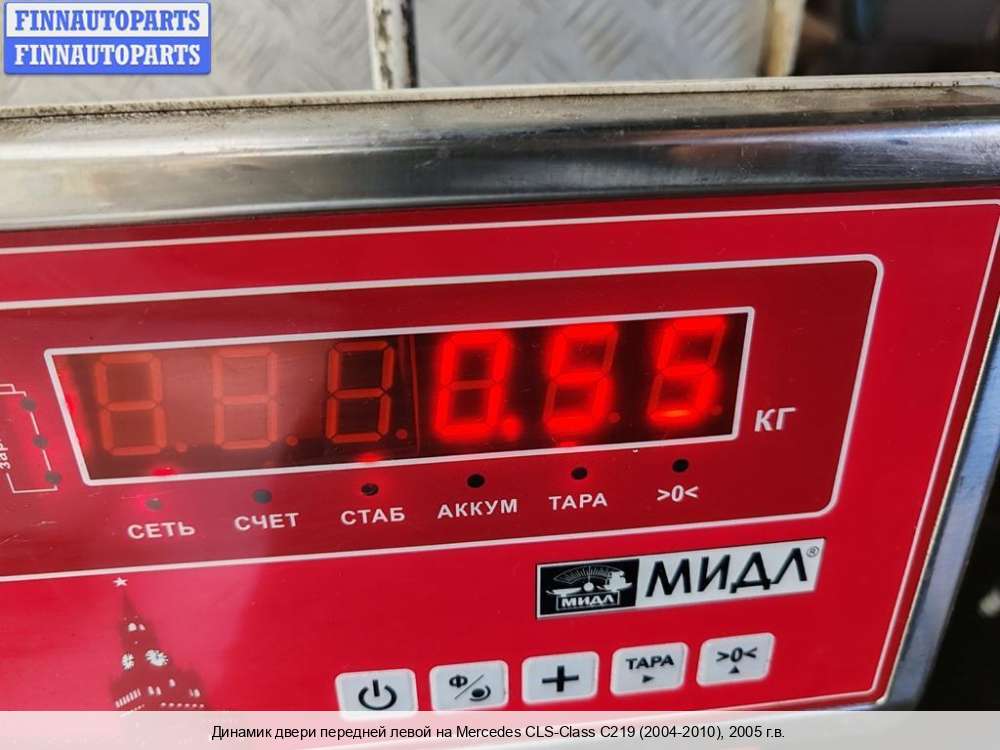 FINNAUTOPARTS
FINNAUTOPARTS
0.55
КГ
СЕТЬ СЧЕТ СТАБ АККУМ ТАРА >0<
МИДЛ МИДЛ®
Ф ТАРА >0<
Динамик двери передней левой на Mercedes CLS-Class C219 (2004-2010), 2005 г.в.